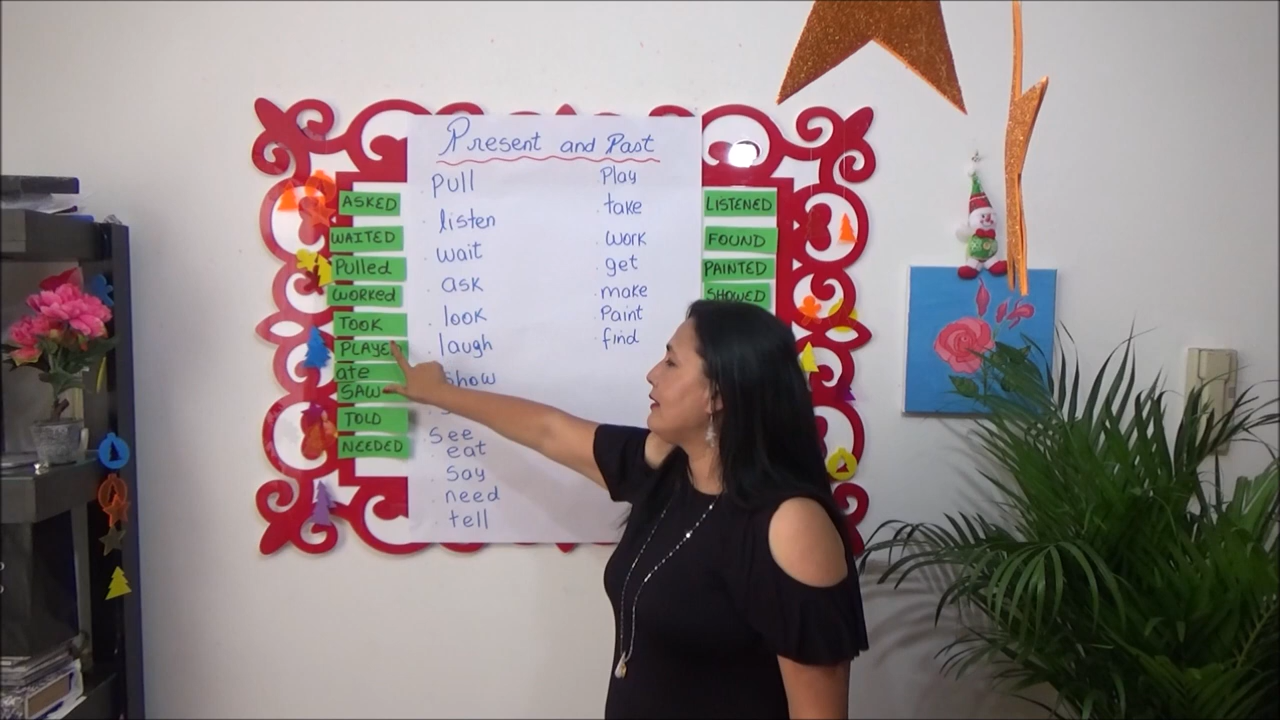 Present and Past
ASKED
WAITED
Pulled
WORKED
TOOK
PLAYE
ate
SAW
TOLD
NEEDED
pull
listen
wait
ask
look
laugh
show
See
eat
Say
need
tell
Play
take
work
get
make
Paint
find
LISTENED
FOUND
PAINTED
SHOWED